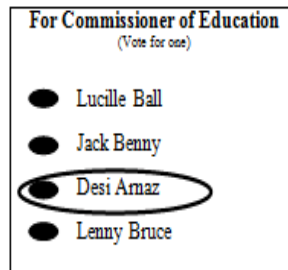 For Commissioner of Education
(Vote for one)
Lucille Ball
Jack Benny
Desi Arnaz
Lenny Bruce